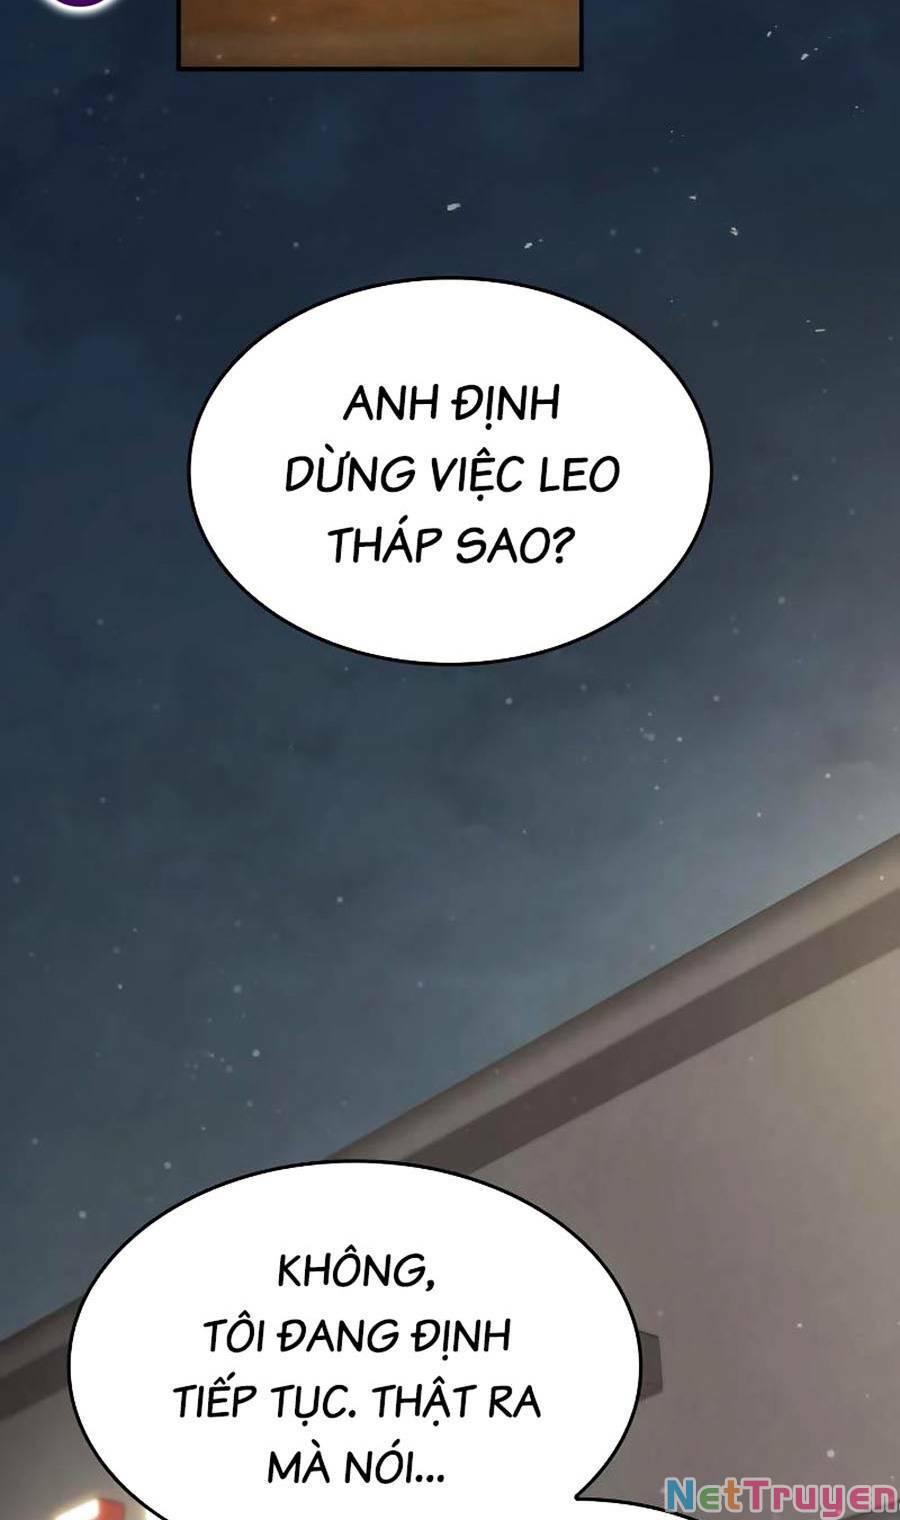 ANH ĐỊNH
DỪNG VIỆC LEO
THÁP SAO?
KHÔNG,
TÔI ĐANG ĐỊNH
TIẾP TỤC. THẬT RA
MÀ NÓI...
NetTruyen